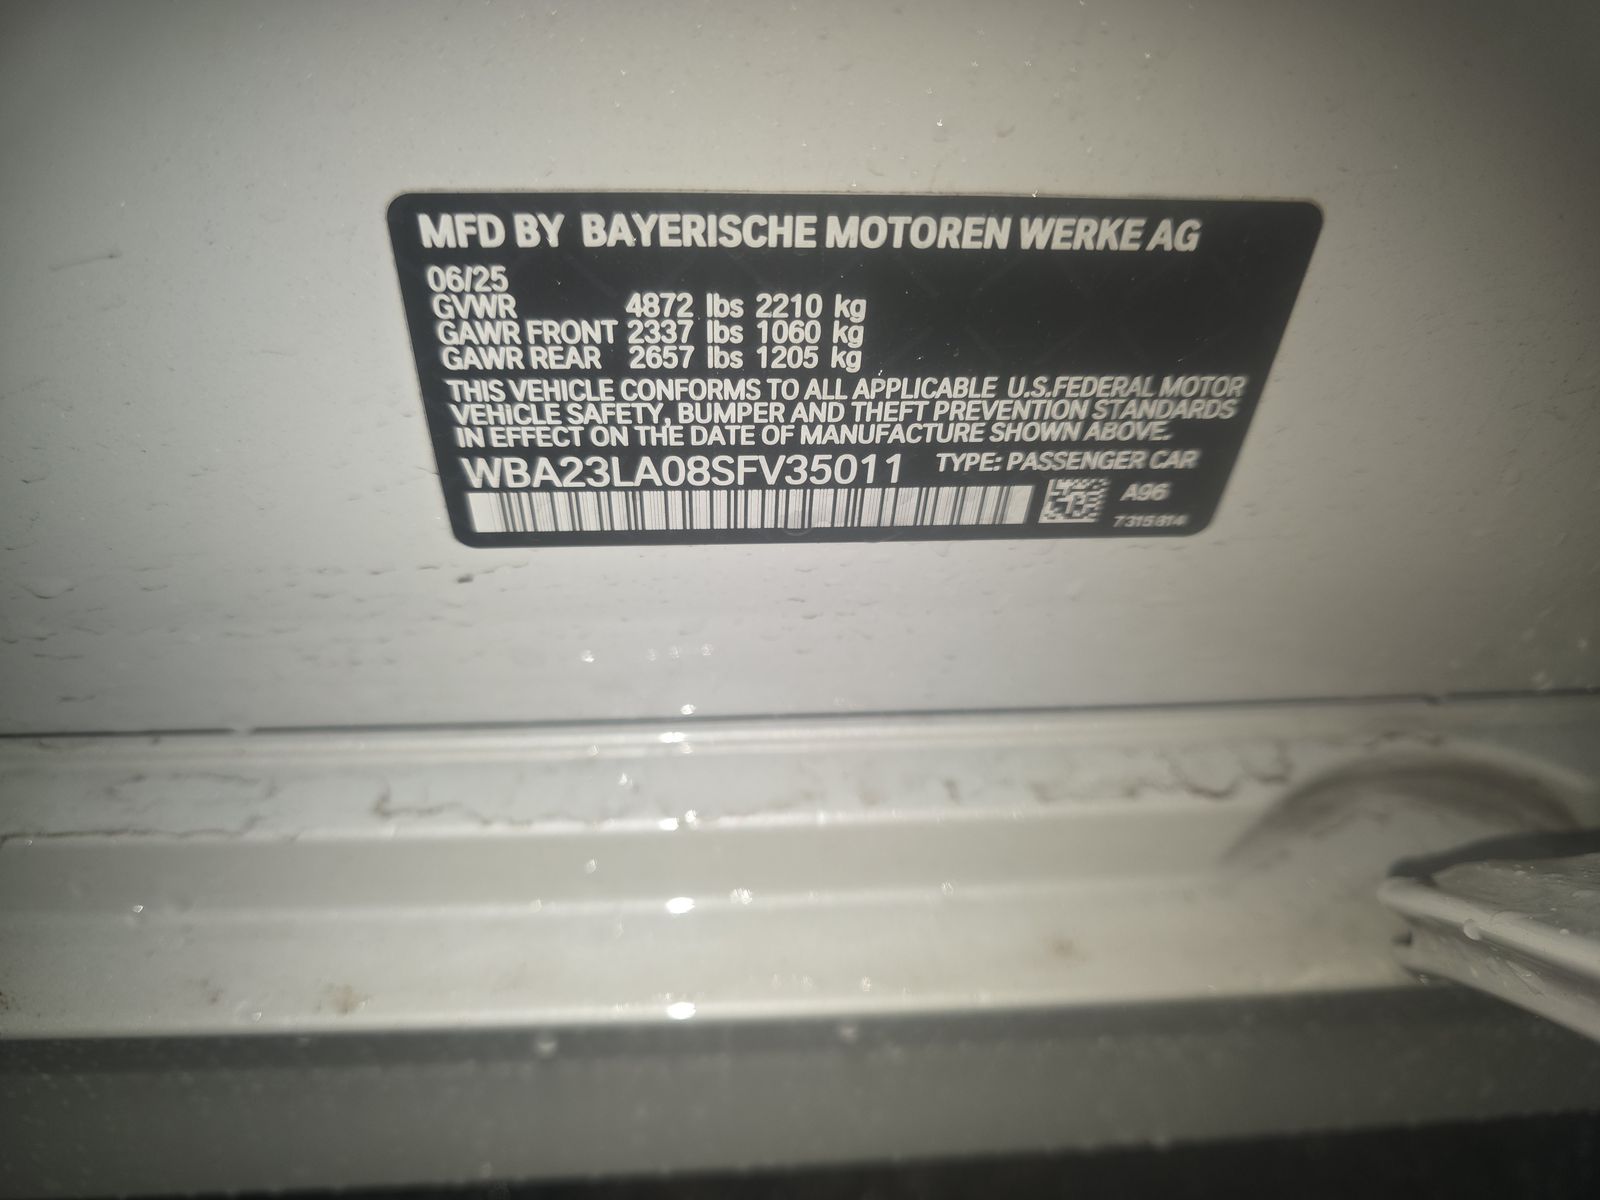 MFD BY BAYERISCHE MOTOREN WERKE AG
06/25
GVWR 4872 lbs 2210 kg
GAWR FRONT 2337 lbs 1060 kg
GAWR REAR 2657 lbs 1205 kg
THIS VEHICLE CONFORMS TO ALL APPLICABLE U.S.FEDERAL MOTOR
VEHICLE SAFETY, BUMPER AND THEFT PREVENTION STANDARDS
IN EFFECT ON THE DATE OF MANUFACTURE SHOWN ABOVE.
WBA23LA08SFV35011 TYPE: PASSENGER CAR
A96
7315814